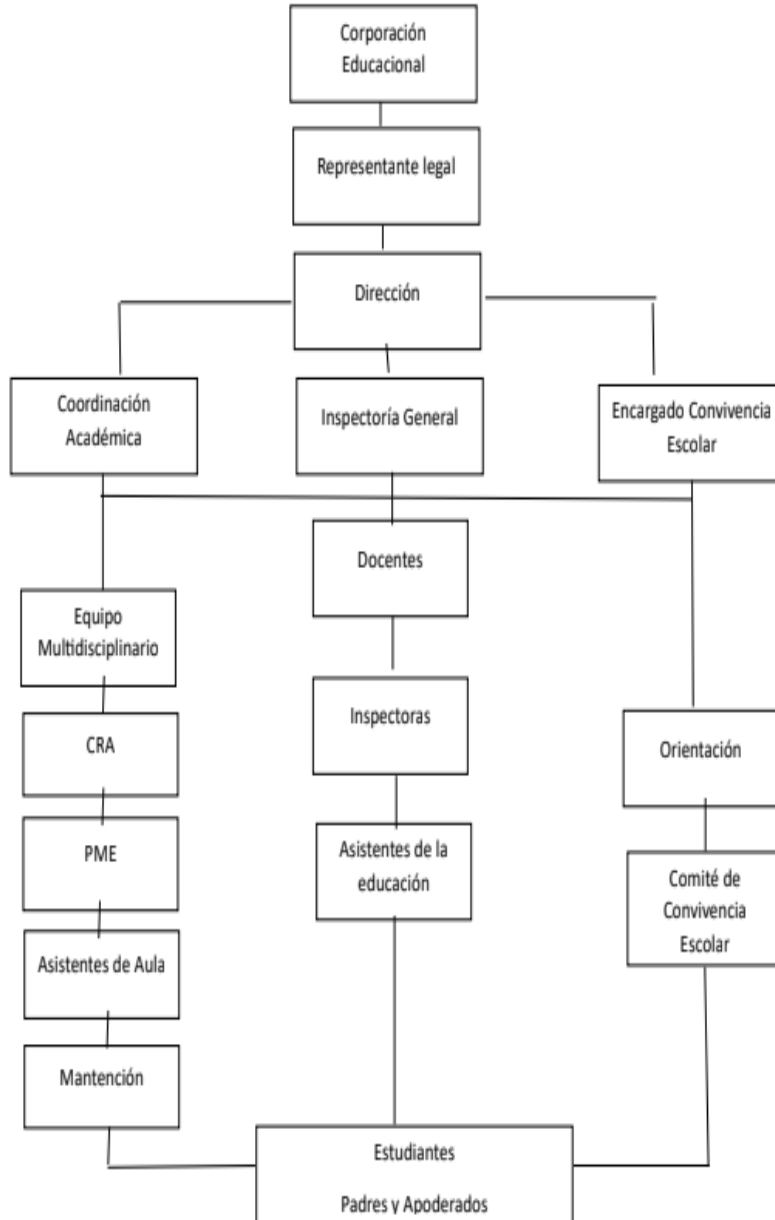 Corporación
Educacional
Representante legal
Dirección
Coordinación
Académica
Inspectoría General
Encargado Convivencia
Escolar
Docentes
Equipo
Multidisciplinario
Inspectoras
CRA
Orientación
PME
Asistentes de la
educación
Comité de
Convivencia
Escolar
Asistentes de Aula
Mantención
Estudiantes
Padres y Apoderados